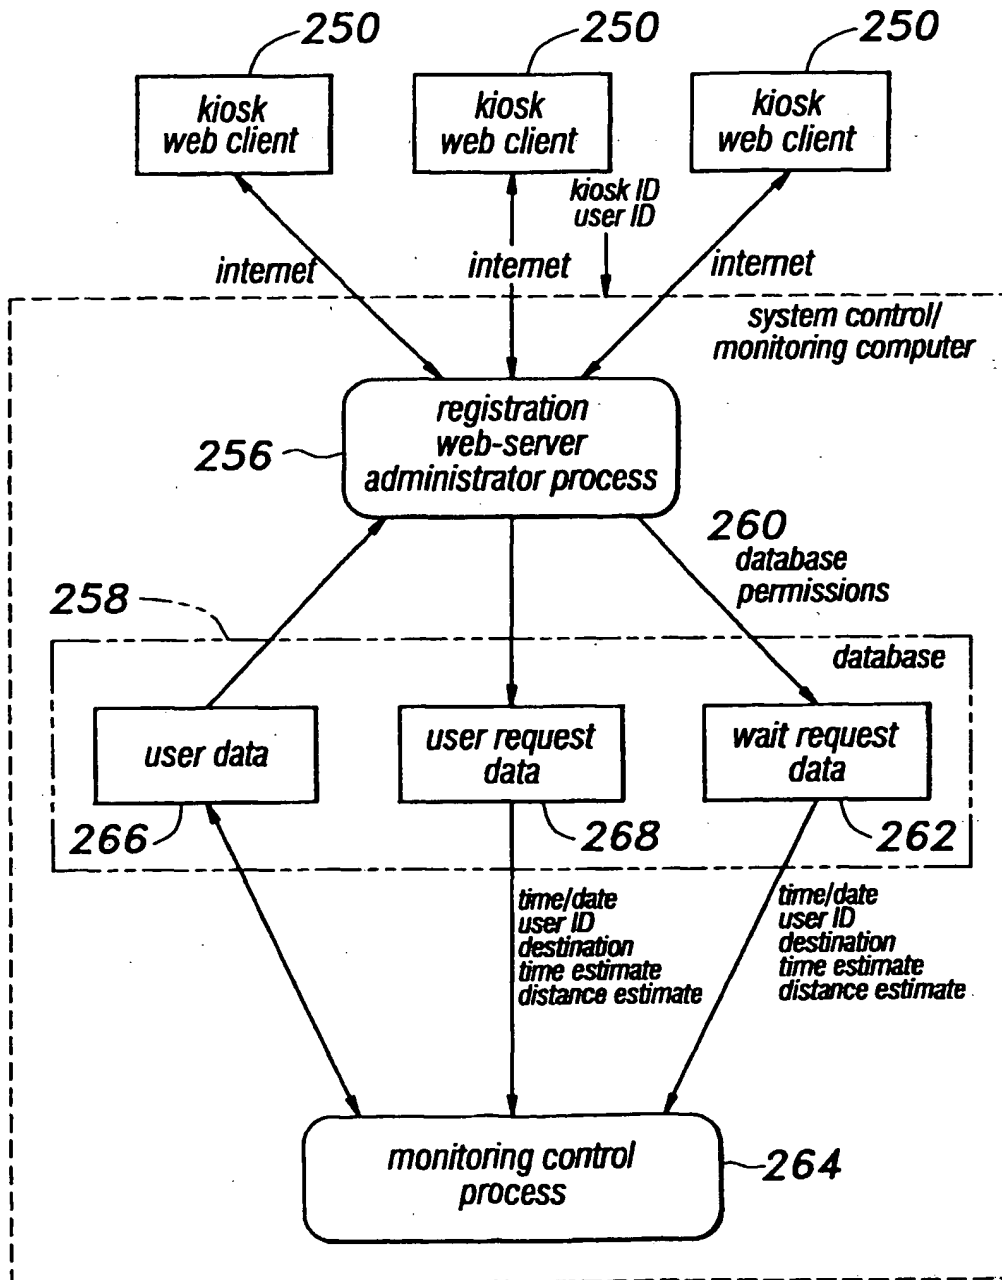 250
250
250
kiosk
web client
kiosk
web client
kiosk
web client
kiosk ID
user ID
internet
internet
internet
system control/
monitoring computer
registration
web-server
administrator process
256
260
database
permissions
258
database
user data
user request
data
wait request
data
266
268
262
time/date
user ID
destination
time estimate
distance estimate
time/date
user ID
destination
time estimate
distance estimate
monitoring control
process
264